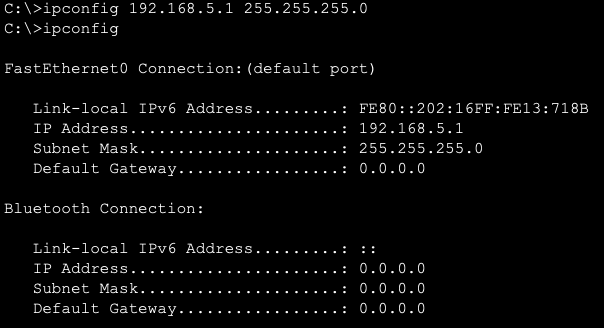 C:\>ipconfig 192.168.5.1 255.255.255.0
C:\>ipconfig
FastEthernet0 Connection:(default port)
Link-local IPv6 Address.........: FE80::202:16FF:FE13:718B
IP Address......................: 192.168.5.1
Subnet Mask.....................: 255.255.255.0
Default Gateway.................: 0.0.0.0
Bluetooth Connection:
Link-local IPv6 Address.........: ::
IP Address......................: 0.0.0.0
Subnet Mask.....................: 0.0.0.0
Default Gateway.................: 0.0.0.0